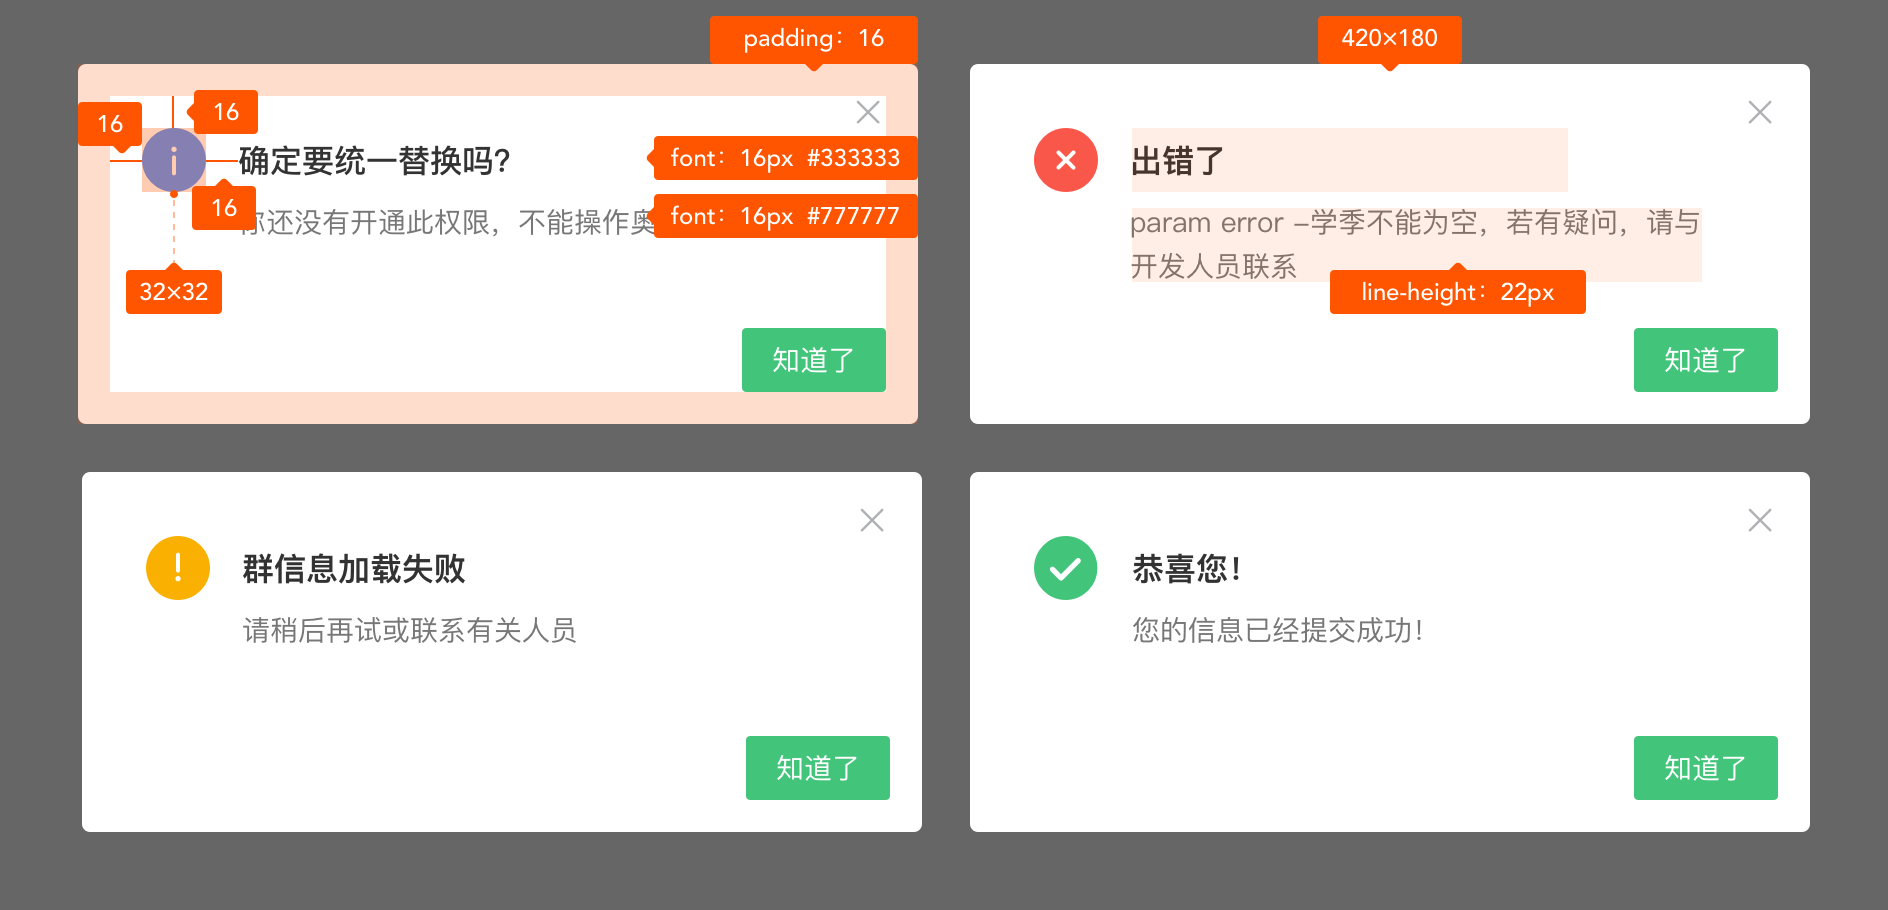 padding：16
420×180
16
16
确定要统一替换吗?
font：16px #333333
16
font：16px #777777
你还没有开通此权限，不能操作奥
32×32
知道了
出错了
param error –学季不能为空，若有疑问，请与
开发人员联系
line-height：22px
知道了
群信息加载失败
请稍后再试或联系有关人员
知道了
恭喜您！
您的信息已经提交成功！
知道了